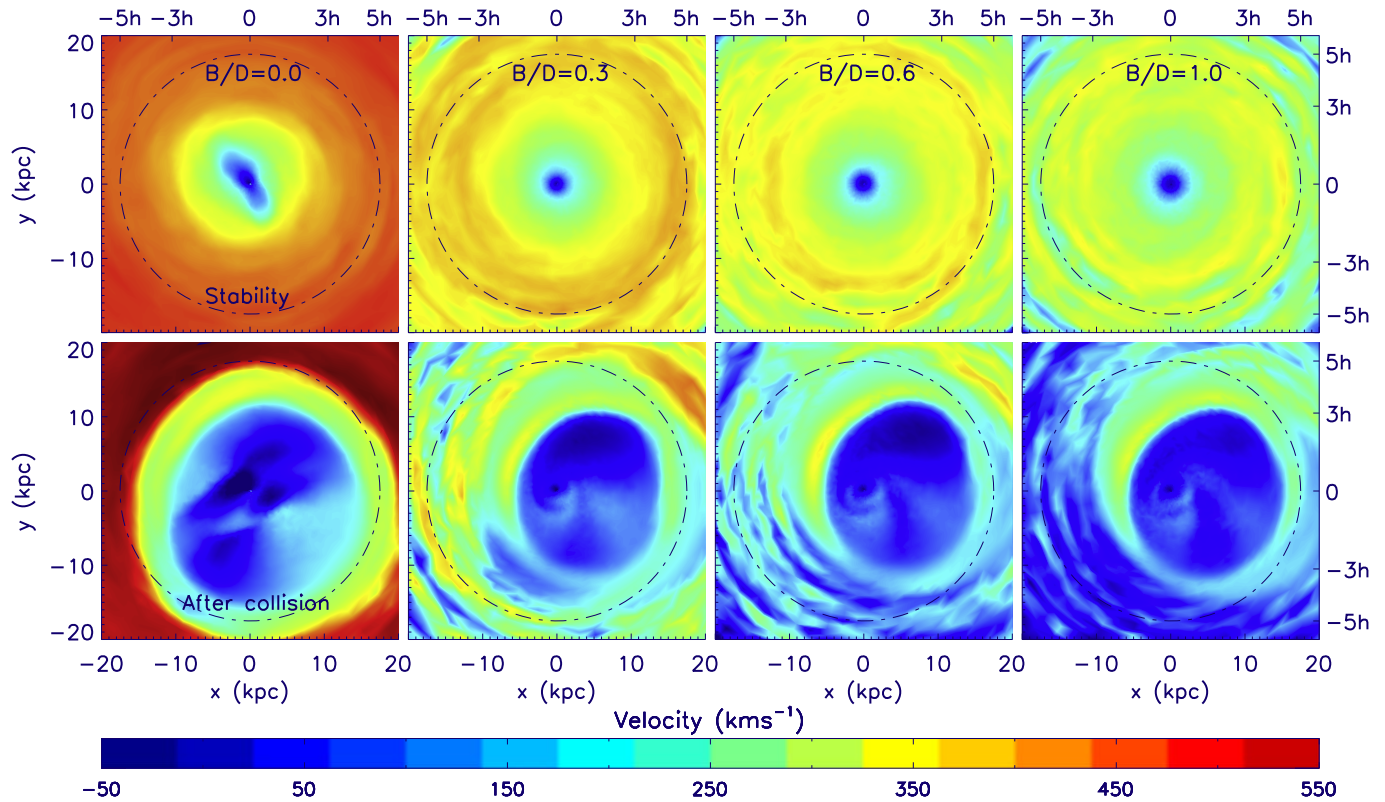 −5h −3h 0 3h 5h −5h −3h 0 3h 5h −5h −3h 0 3h 5h −5h −3h 0 3h 5h
20
B/D=0.0 B/D=0.3 B/D=0.6 B/D=1.0
5h
10
3h
y (kpc)
0
0
−10
−3h
Stability
−5h
20
5h
10
3h
y (kpc)
0
0
−10
−3h
After collision
−5h
−20
−20 −10 0 10 20 −10 0 10 20 −10 0 10 20 −10 0 10 20
x (kpc) x (kpc) x (kpc) x (kpc)
Velocity (kms⁻¹)
−50 50 150 250 350 450 550